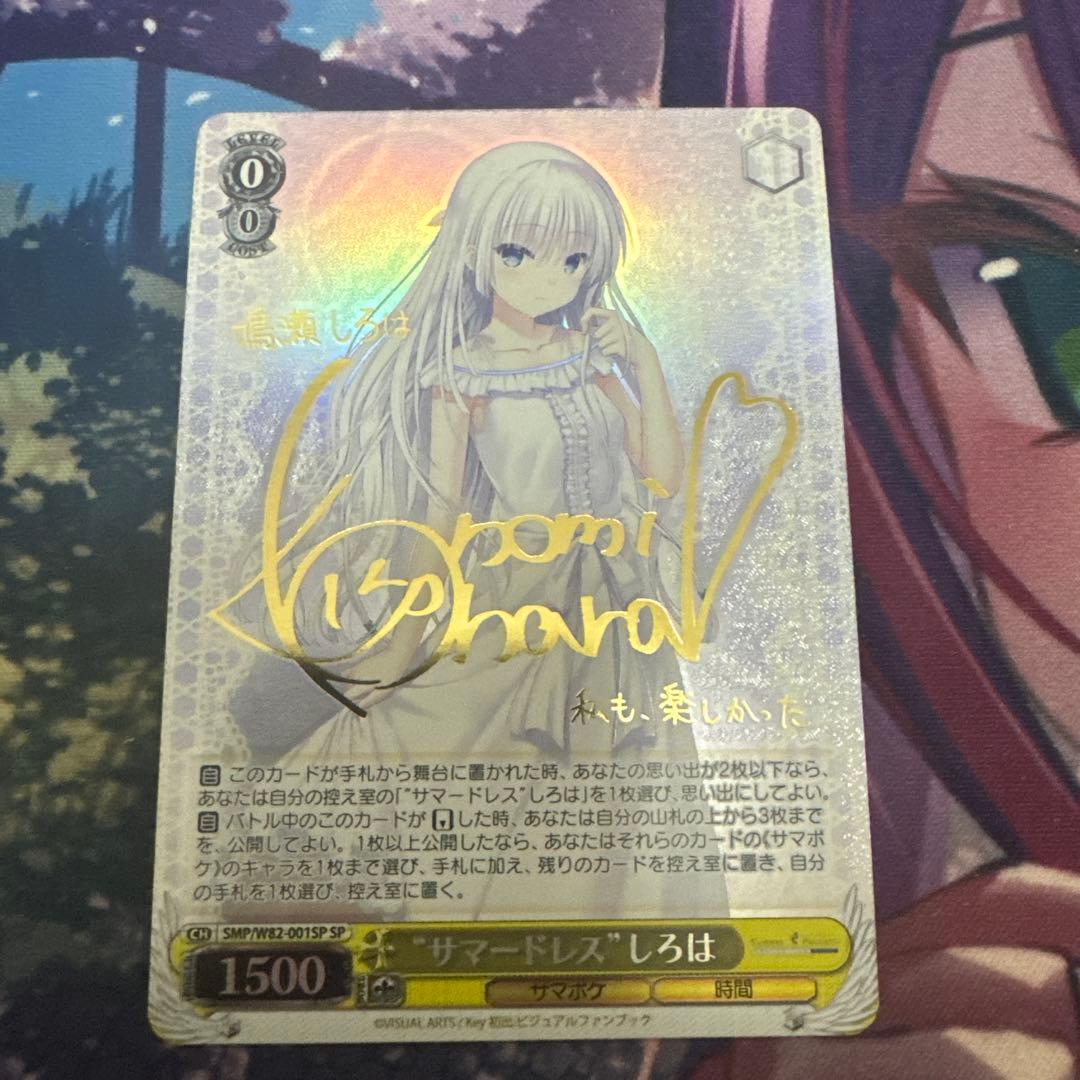 LEVEL
0
0
COST
鳴瀬しろは
Konomi
Kohara
私も、楽しかった
自 このカードが手札から舞台に置かれた時、あなたの思い出が2枚以下なら、
あなたは自分の控え室の「“サマードレス”しろは」を1枚選び、思い出にしてよい。
自 バトル中のこのカードが した時、あなたは自分の山札の上から3枚まで
を、公開してよい。1枚以上公開したなら、あなたはそれらのカードの《サマポ
ケ》のキャラを1枚まで選び、手札に加え、残りのカードを控え室に置き、自分
の手札を1枚選び、控え室に置く。
CH SMP/W82-001SP SP
“サマードレス”しろは
1500
サマポケ 時間
©VISUAL ARTS / Key 初出:ビジュアルファンブック